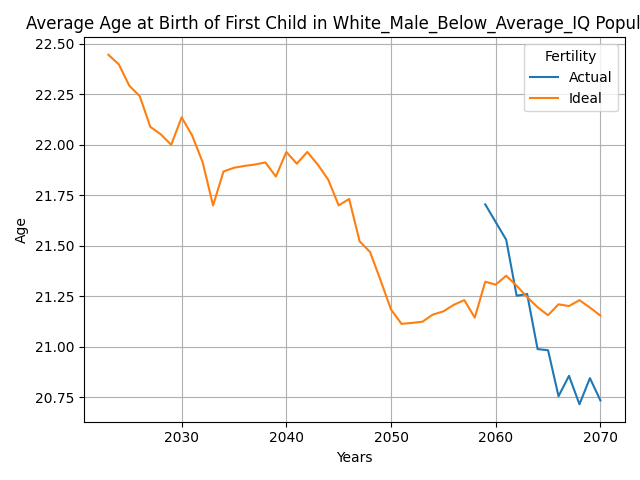 Average Age at Birth of First Child in White_Male_Below_Average_IQ Popul
22.50
22.25
22.00
21.75
21.50
21.25
21.00
20.75
Age
Fertility
Actual
Ideal
2030 2040 2050 2060 2070
Years